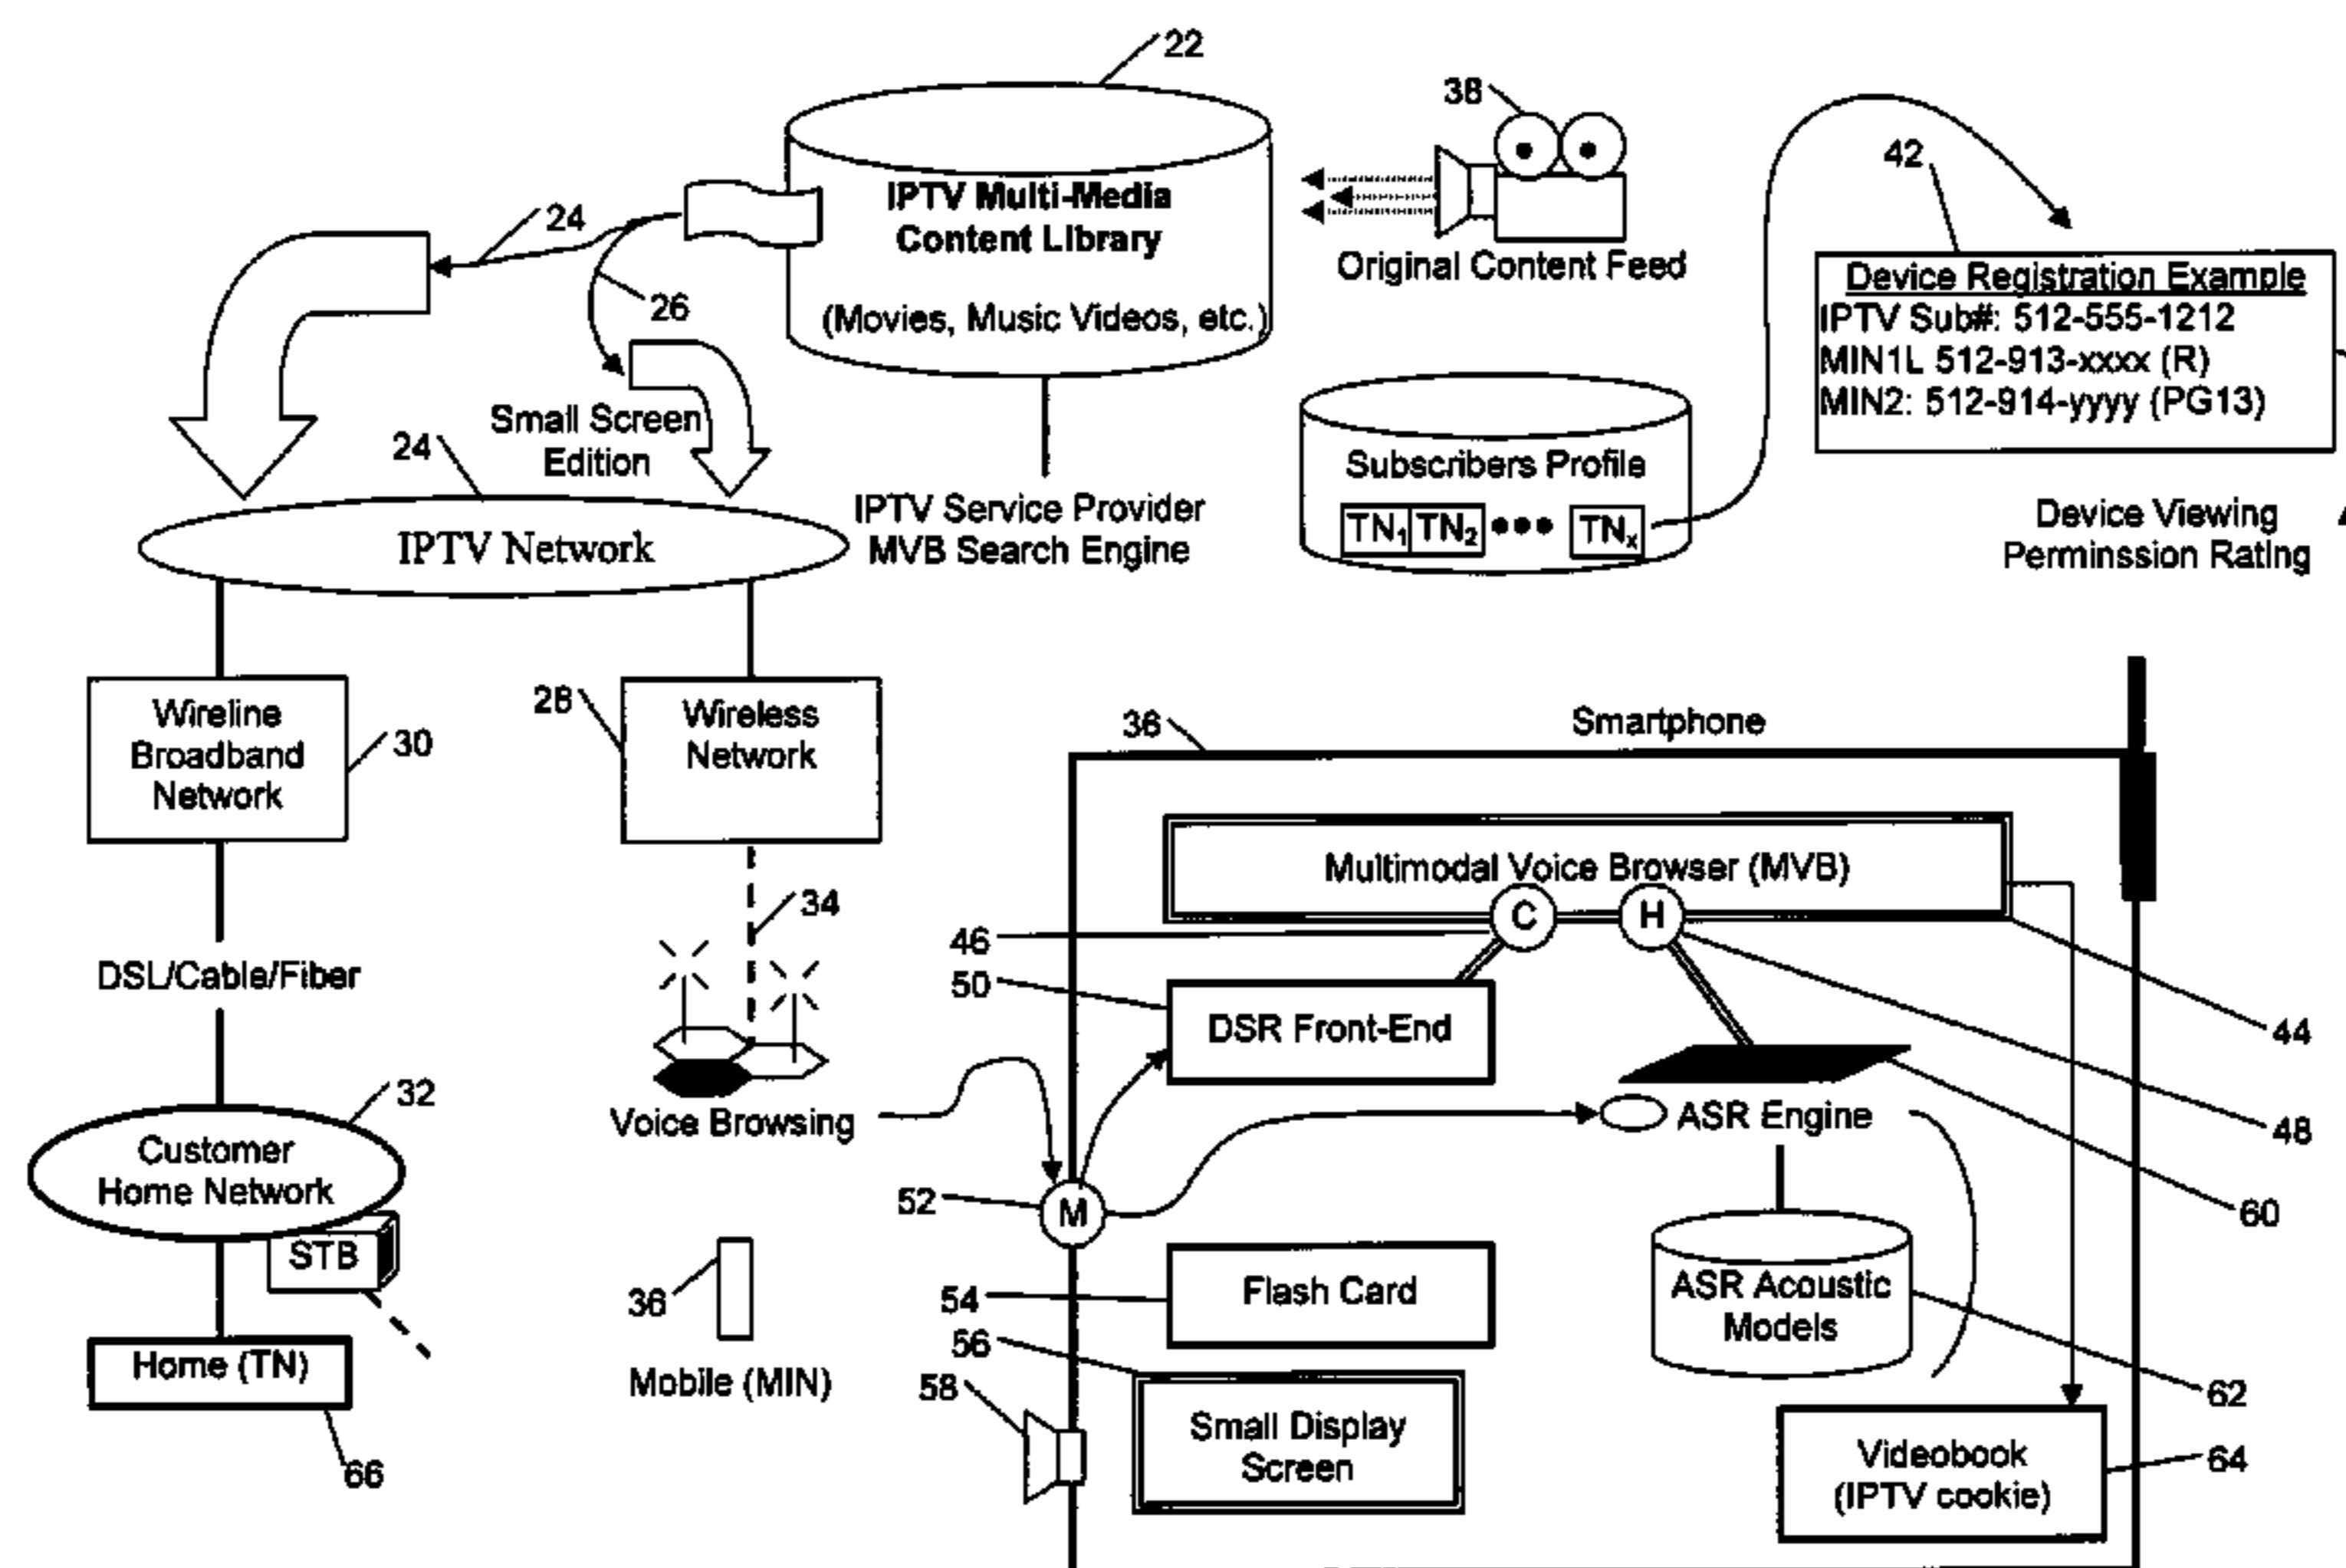 22
38
42
IPTV Multi-Media
Content Library
(Movies, Music Videos, etc.)
24
26
Original Content Feed
Device Registration Example
IPTV Sub#: 512-555-1212
MIN1L 512-913-xxxx (R)
MIN2: 512-914-yyyy (PG13)
Small Screen
Edition
24
IPTV Network
IPTV Service Provider
MVB Search Engine
Subscribers Profile
TN1 TN2 ●●● TNx
Device Viewing
Perminssion Rating
Wireline
Broadband
Network
30
28
Wireless
Network
36
Smartphone
Multimodal Voice Browser (MVB)
C
H
34
46
50
DSR Front-End
44
DSL/Cable/Fiber
32
Customer
Home Network
STB
Voice Browsing
ASR Engine
48
52
M
60
36
Mobile (MIN)
54
Flash Card
ASR Acoustic
Models
56
58
Small Display
Screen
62
Home (TN)
66
Videobook
(IPTV cookie)
64